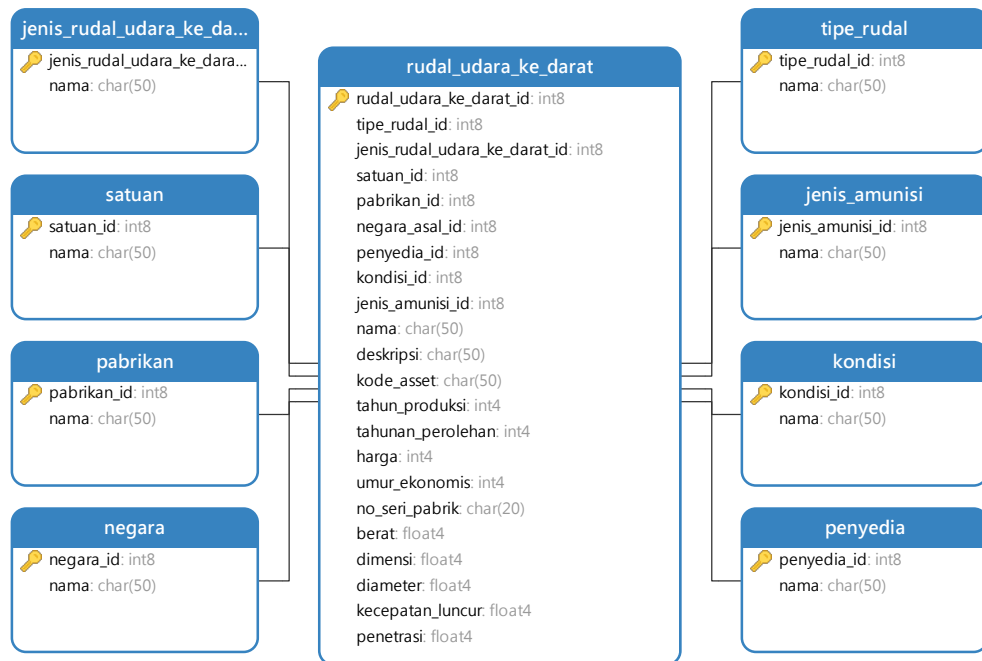 jenis_rudal_udara_ke_da...
jenis_rudal_udara_ke_dara...
nama: char(50)
satuan
satuan_id: int8
nama: char(50)
pabrikan
pabrikan_id: int8
nama: char(50)
negara
negara_id: int8
nama: char(50)
rudal_udara_ke_darat
rudal_udara_ke_darat_id: int8
tipe_rudal_id: int8
jenis_rudal_udara_ke_darat_id: int8
satuan_id: int8
pabrikan_id: int8
negara_asal_id: int8
penyedia_id: int8
kondisi_id: int8
jenis_amunisi_id: int8
nama: char(50)
deskripsi: char(50)
kode_asset: char(50)
tahun_produksi: int4
tahunan_perolehan: int4
harga: int4
umur_ekonomis: int4
no_seri_pabrik: char(20)
berat: float4
dimensi: float4
diameter: float4
kecepatan_luncur: float4
penetrasi: float4
tipe_rudal
tipe_rudal_id: int8
nama: char(50)
jenis_amunisi
jenis_amunisi_id: int8
nama: char(50)
kondisi
kondisi_id: int8
nama: char(50)
penyedia
penyedia_id: int8
nama: char(50)